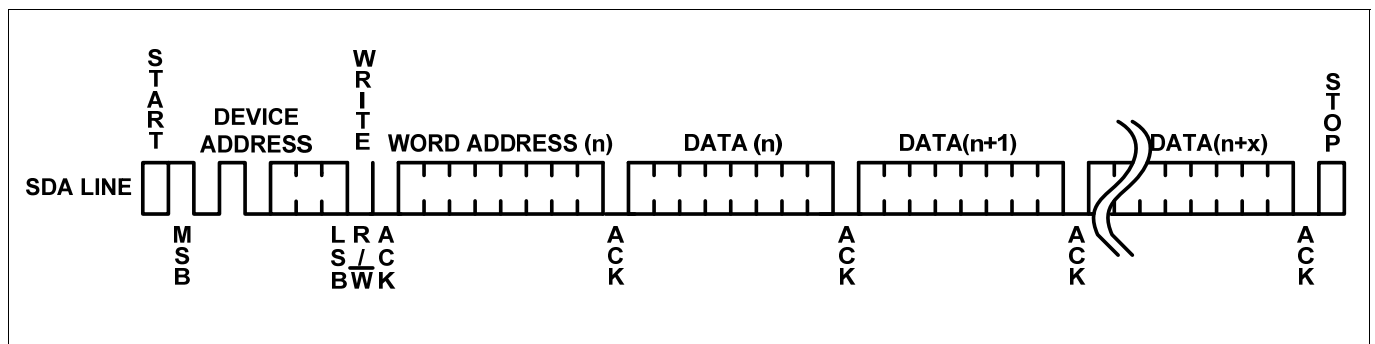 START
WRITE
STOP
DEVICE
ADDRESS
WORD ADDRESS (n)
DATA (n)
DATA(n+1)
DATA(n+x)
SDA LINE
MSB
LSB
R/W
ACK
ACK
ACK
ACK
ACK